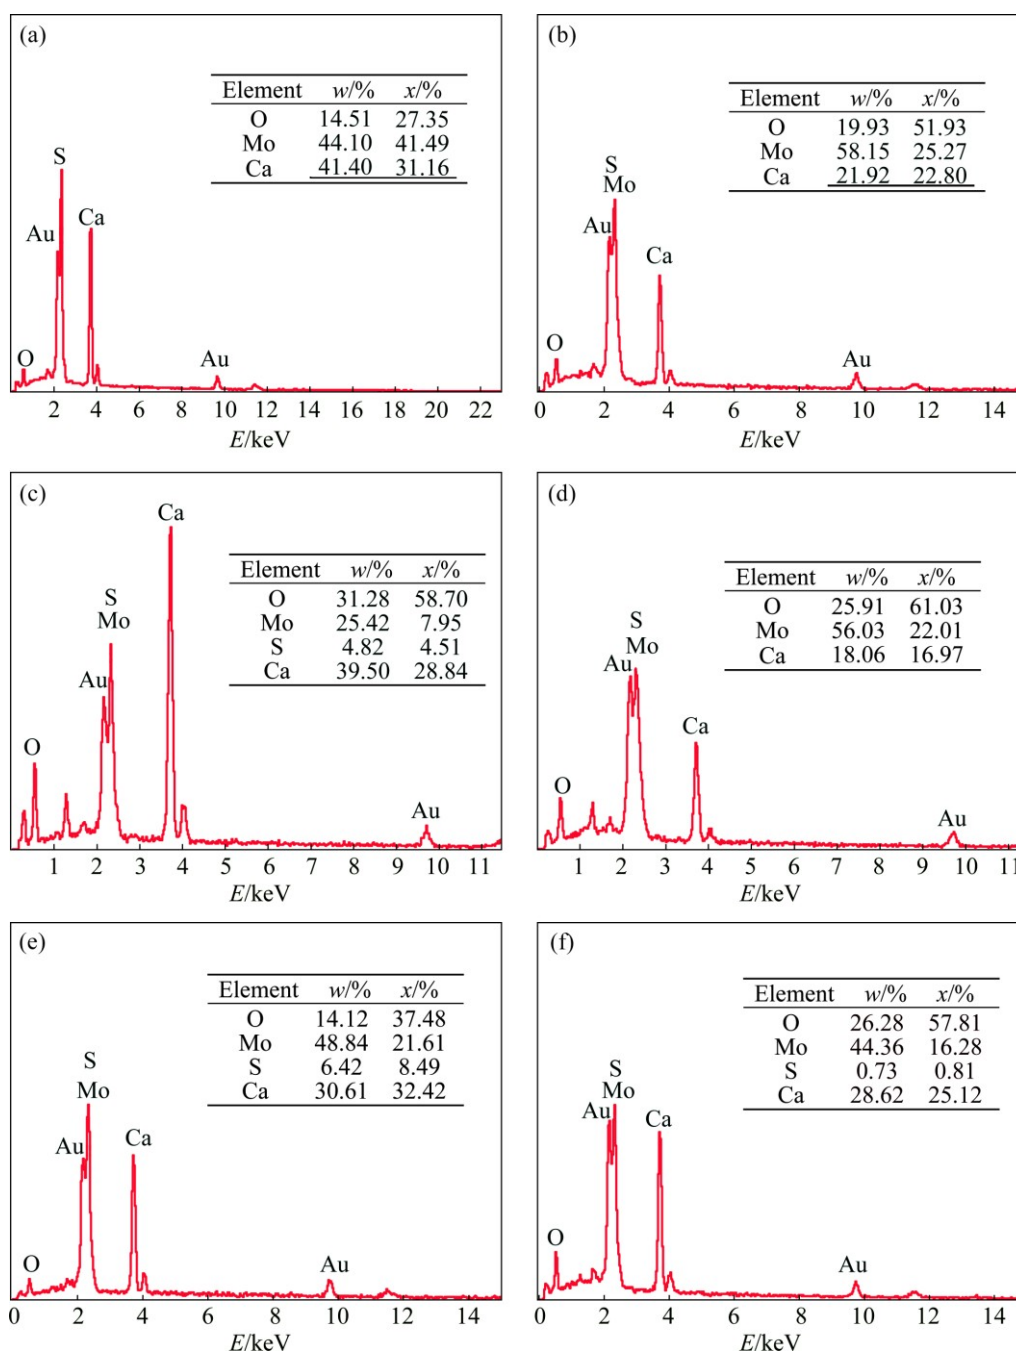 (a)
Element w/% x/%
O 14.51 27.35
Mo 44.10 41.49
Ca 41.40 31.16
S
Au
Ca
O
Au
2 4 6 8 10 12 14 16 18 20 22
E/keV
(b)
Element w/% x/%
O 19.93 51.93
Mo 58.15 25.27
Ca 21.92 22.80
S
Mo
Au
Ca
O
Au
0 2 4 6 8 10 12 14
E/keV
(c)
Ca
Element w/% x/%
O 31.28 58.70
Mo 25.42 7.95
S 4.82 4.51
Ca 39.50 28.84
S
Mo
Au
O
Au
1 2 3 4 5 6 7 8 9 10 11
E/keV
(d)
Element w/% x/%
O 25.91 61.03
Mo 56.03 22.01
Ca 18.06 16.97
S
Mo
Au
Ca
O
Au
0 1 2 3 4 5 6 7 8 9 10 11
E/keV
(e)
Element w/% x/%
O 14.12 37.48
Mo 48.84 21.61
S 6.42 8.49
Ca 30.61 32.42
S
Mo
Au
Ca
O
Au
0 2 4 6 8 10 12 14
E/keV
(f)
Element w/% x/%
O 26.28 57.81
Mo 44.36 16.28
S 0.73 0.81
Ca 28.62 25.12
S
Mo
Au
Ca
O
Au
0 2 4 6 8 10 12 14
E/keV